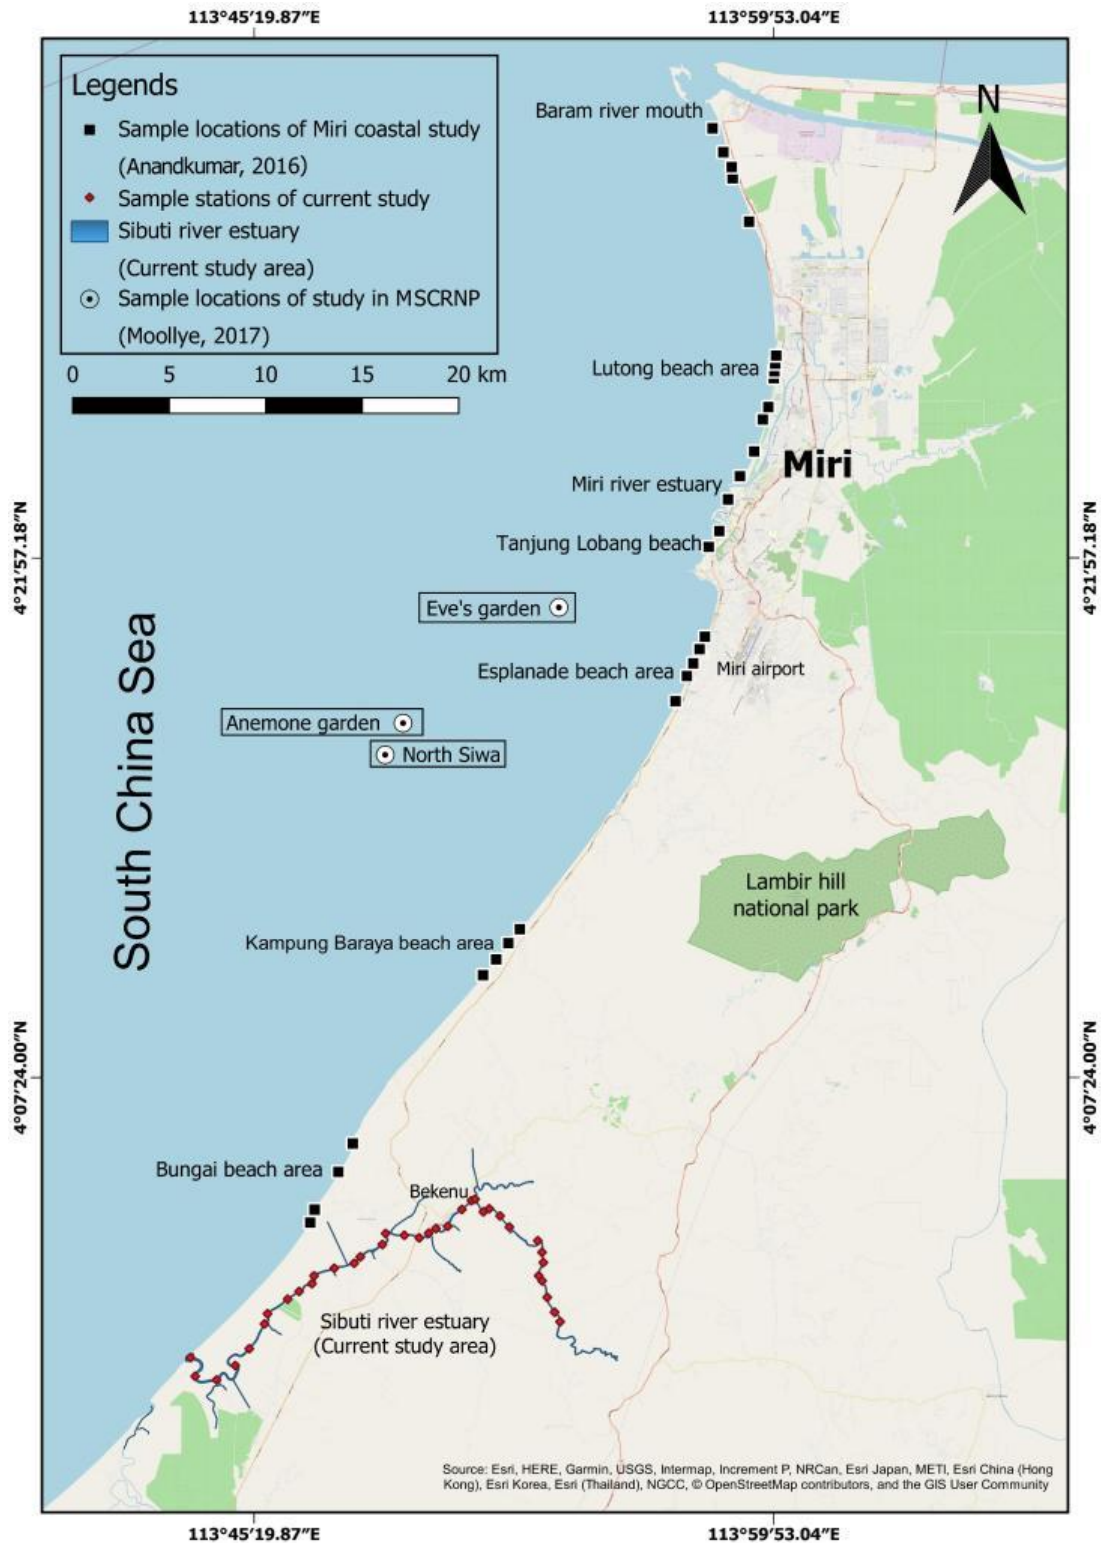 113°45'19.87"E
113°59'53.04"E
Legends
Sample locations of Miri coastal study
(Anandkumar, 2016)
Sample stations of current study
Sibuti river estuary
(Current study area)
Sample locations of study in MSCRNP
(Moollye, 2017)
0 5 10 15 20 km
N
Baram river mouth
Lutong beach area
Miri
Miri river estuary
Tanjung Lobang beach
4°21'57.18"N
4°21'57.18"N
Eve's garden
South China Sea
Esplanade beach area
Miri airport
Anemone garden
North Siwa
Lambir hill
national park
Kampung Baraya beach area
4°07'24.00"N
4°07'24.00"N
Bungai beach area
Bekenu
Sibuti river estuary
(Current study area)
Source: Esri, HERE, Garmin, USGS, Intermap, Increment P, NRCan, Esri Japan, METI, Esri China (Hong
Kong), Esri Korea, Esri (Thailand), NGCC, © OpenStreetMap contributors, and the GIS User Community
113°45'19.87"E
113°59'53.04"E